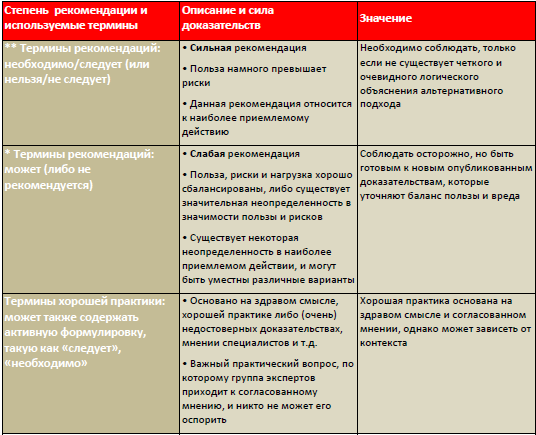 Степень рекомендации и
используемые термины
Описание и сила
доказательств
Значение
** Термины рекомендаций:
необходимо/следует (или
нельзя/не следует)
• Сильная рекомендация
• Польза намного превышает
риски
• Данная рекомендация относится
к наиболее приемлемому
действию
Необходимо соблюдать, только
если не существует четкого и
очевидного логического
объяснения альтернативного
подхода
* Термины рекомендаций:
может (либо не
рекомендуется)
• Слабая рекомендация
• Польза, риски и нагрузка хорошо
сбалансированы, либо существует
значительная неопределенность в
значимости пользы и рисков
• Существует некоторая
неопределенность в наиболее
приемлемом действии, и могут
быть уместны различные варианты
Соблюдать осторожно, но быть
готовым к новым опубликованным
доказательствам, которые
уточняют баланс пользы и вреда
Термины хорошей практики:
может также содержать
активную формулировку,
такую как «следует»,
«необходимо»
• Основано на здравом смысле,
хорошей практике либо (очень)
недостоверных доказательствах,
мнении специалистов и т.д.
• Важный практический вопрос, по
которому группа экспертов
приходит к согласованному
мнению, и никто не может его
оспорить
Хорошая практика основана на
здравом смысле и согласованном
мнении, однако может зависеть от
контекста